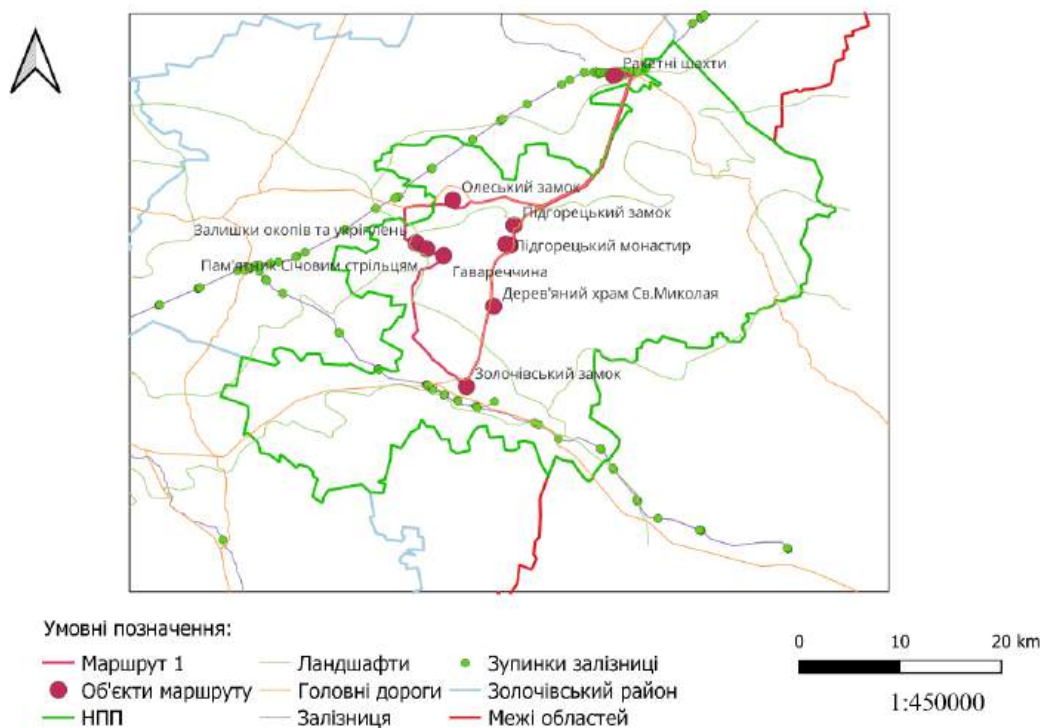 Ракетні шахти
Олеський замок
Підгорецький замок
Залишки окопів та укріплень
Підгорецький монастир
Пам'ятник Січовим стрільцям
Гавареччина
Дерев'яний храм Св.Миколая
Золочівський замок
Умовні позначення:
Маршрут 1
Ландшафти
Зупинки залізниці
Об'єкти маршруту
Головні дороги
Золочівський район
НПП
Залізниця
Межі областей
0 10 20 km
1:450000